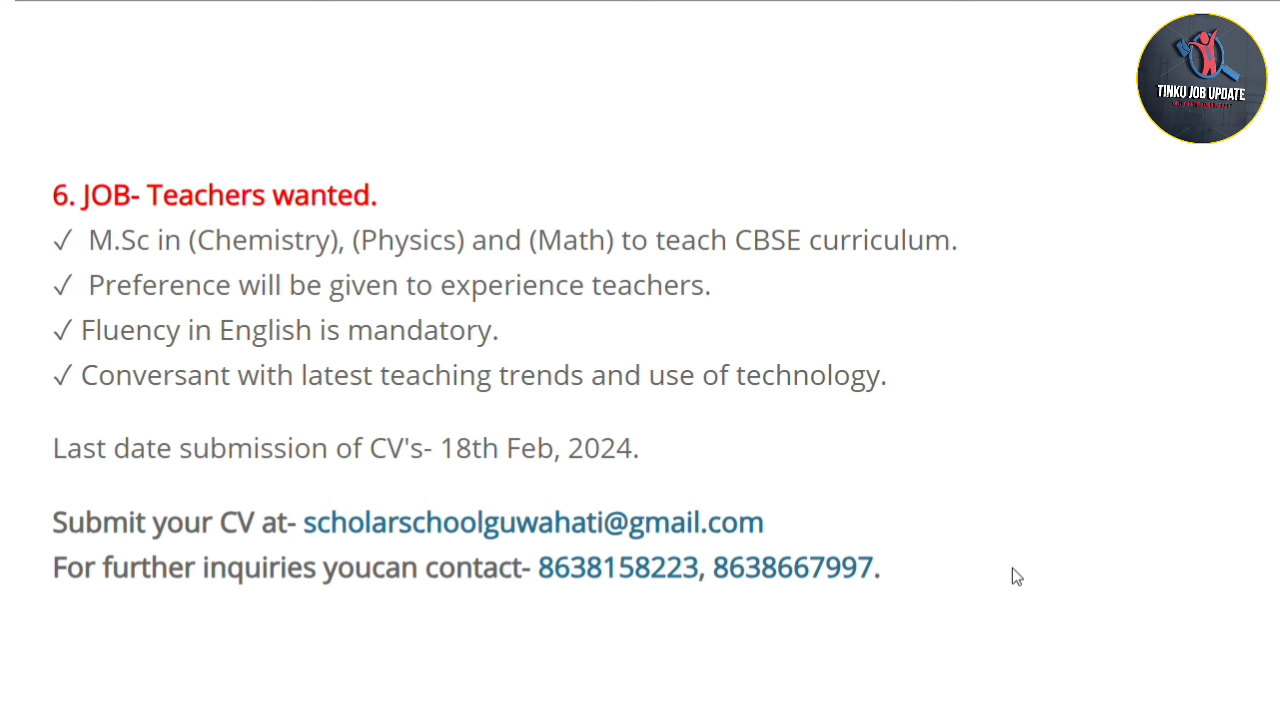 TINKU JOB UPDATE
6. JOB- Teachers wanted.
✓ M.Sc in (Chemistry), (Physics) and (Math) to teach CBSE curriculum.
✓ Preference will be given to experience teachers.
✓ Fluency in English is mandatory.
✓ Conversant with latest teaching trends and use of technology.
Last date submission of CV's- 18th Feb, 2024.
Submit your CV at- scholarschoolguwahati@gmail.com
For further inquiries youcan contact- 8638158223, 8638667997.